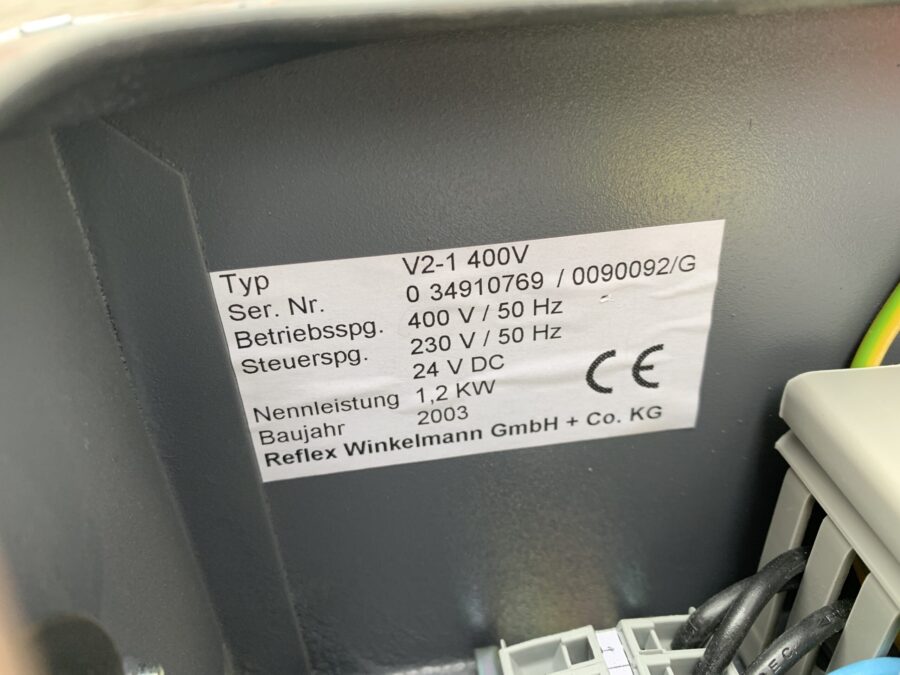 Typ V2-1 400V
Ser. Nr. 0 34910769 / 0090092/G
Betriebsspg. 400 V / 50 Hz
Steuerspg. 230 V / 50 Hz
24 V DC
Nennleistung 1,2 KW
Baujahr 2003
Reflex Winkelmann GmbH + Co. KG
CE